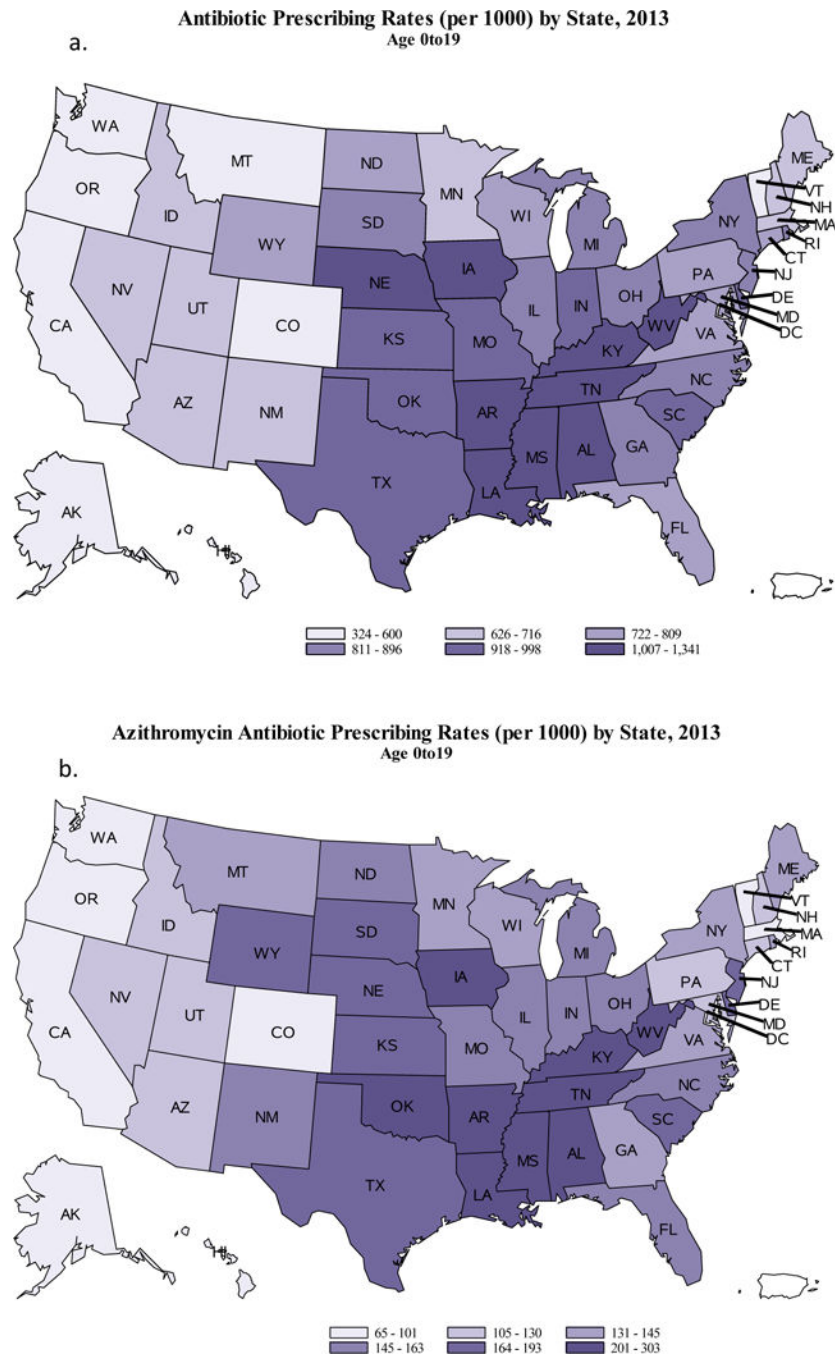 Antibiotic Prescribing Rates (per 1000) by State, 2013
Age 0to19
a.
WA
MT
ND
MN
ME
VT
NH
MA
RI
CT
NJ
DE
MD
DC
OR
ID
SD
WI
MI
NY
WY
IA
PA
NE
NV
UT
CO
IL
IN
OH
WV
VA
CA
KS
MO
KY
NC
AZ
NM
OK
AR
TN
SC
MS
AL
GA
TX
LA
FL
AK
HI
324 - 600
626 - 716
722 - 809
811 - 896
918 - 998
1,007 - 1,341
Azithromycin Antibiotic Prescribing Rates (per 1000) by State, 2013
Age 0to19
b.
WA
MT
ND
MN
ME
VT
NH
MA
RI
CT
NJ
DE
MD
DC
OR
ID
SD
WI
MI
NY
WY
IA
PA
NE
NV
UT
CO
IL
IN
OH
WV
VA
CA
KS
MO
KY
NC
AZ
NM
OK
AR
TN
SC
MS
AL
GA
TX
LA
FL
AK
HI
65 - 101
105 - 130
131 - 145
145 - 163
164 - 193
201 - 303